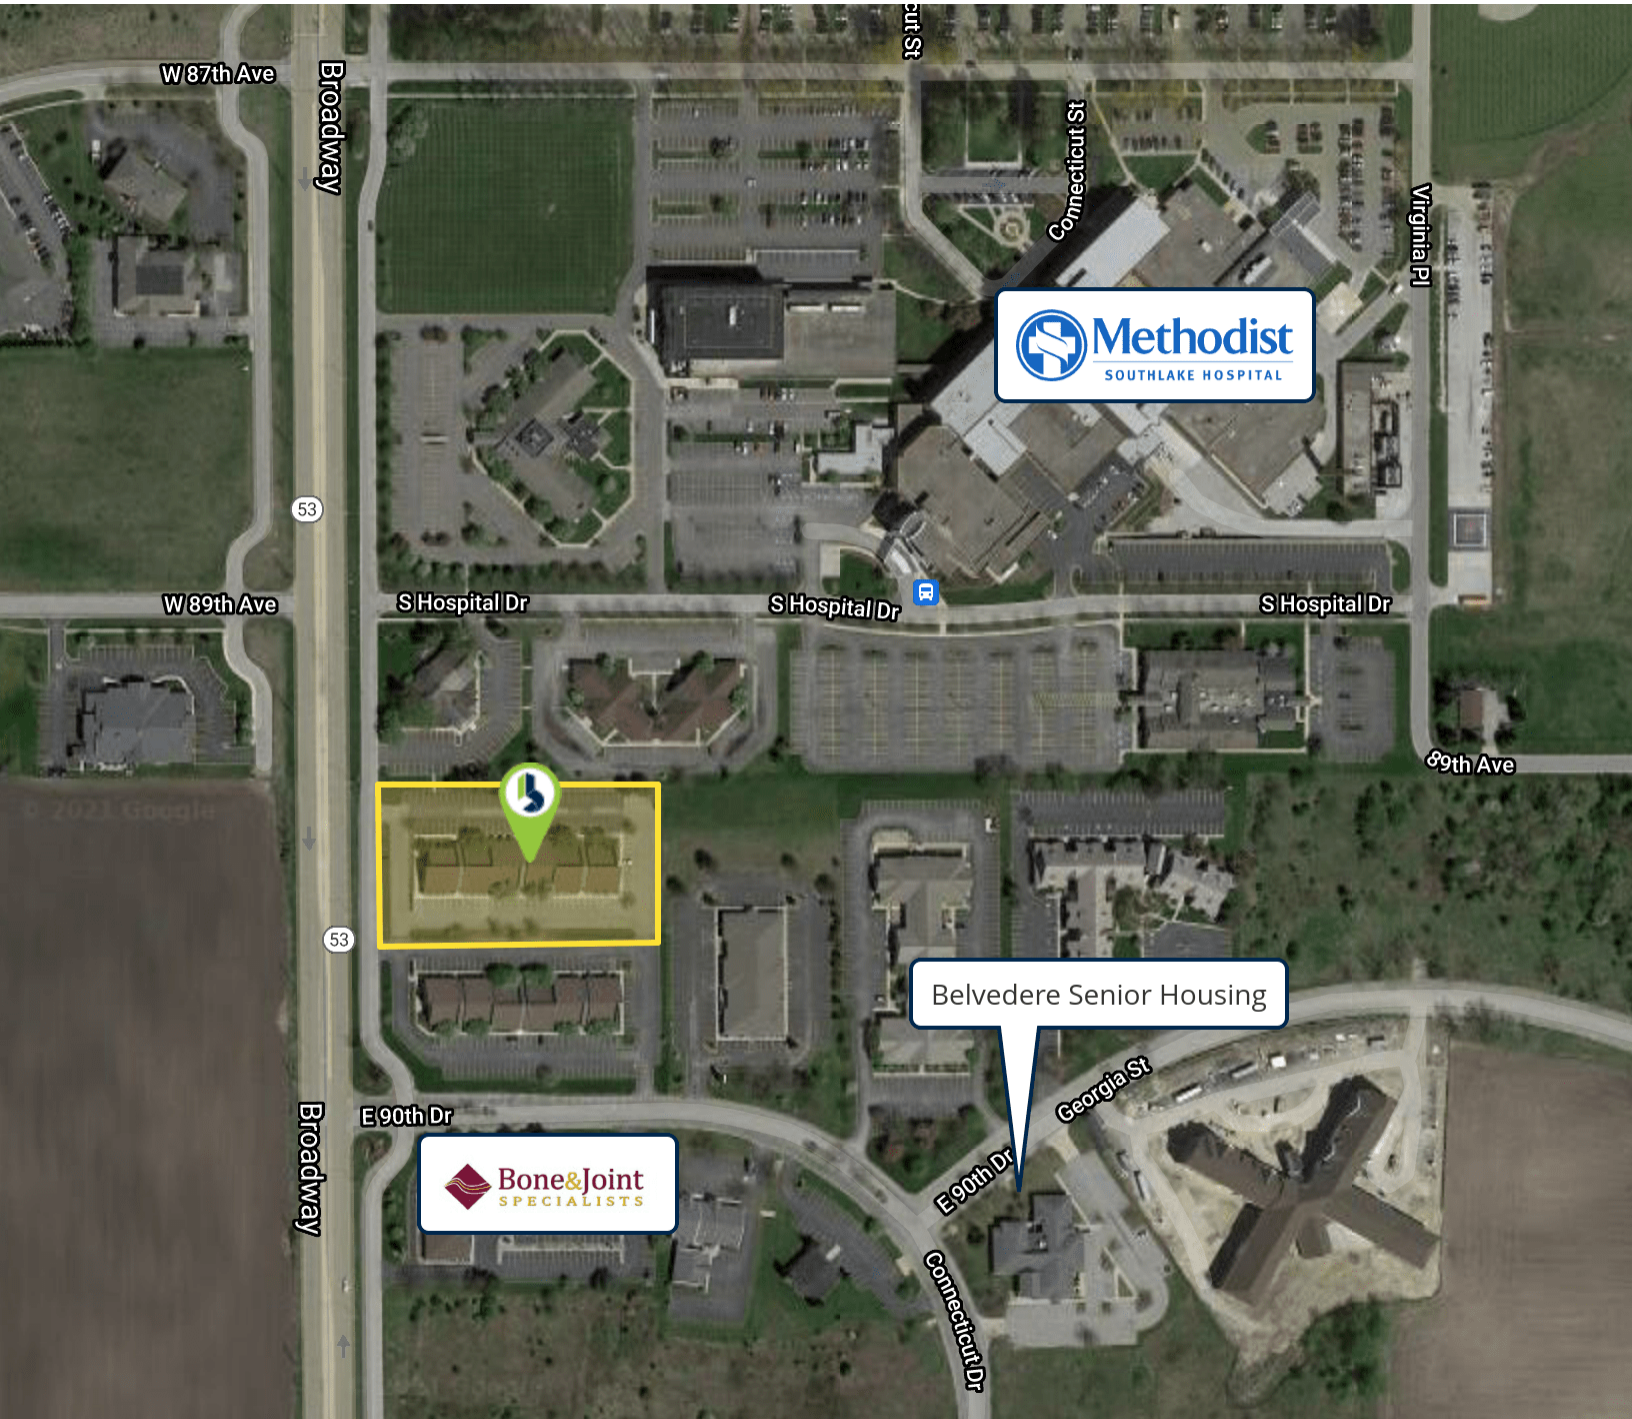 cut St
W 87th Ave
Broadway
Connecticut St
Virginia Pl
Methodist
SOUTHLAKE HOSPITAL
53
W 89th Ave
S Hospital Dr
S Hospital Dr
S Hospital Dr
89th Ave
© 2021 Google
53
Belvedere Senior Housing
Georgia St
E 90th Dr
Broadway
Bone&Joint
SPECIALISTS
E 90th Dr
Connecticut Dr